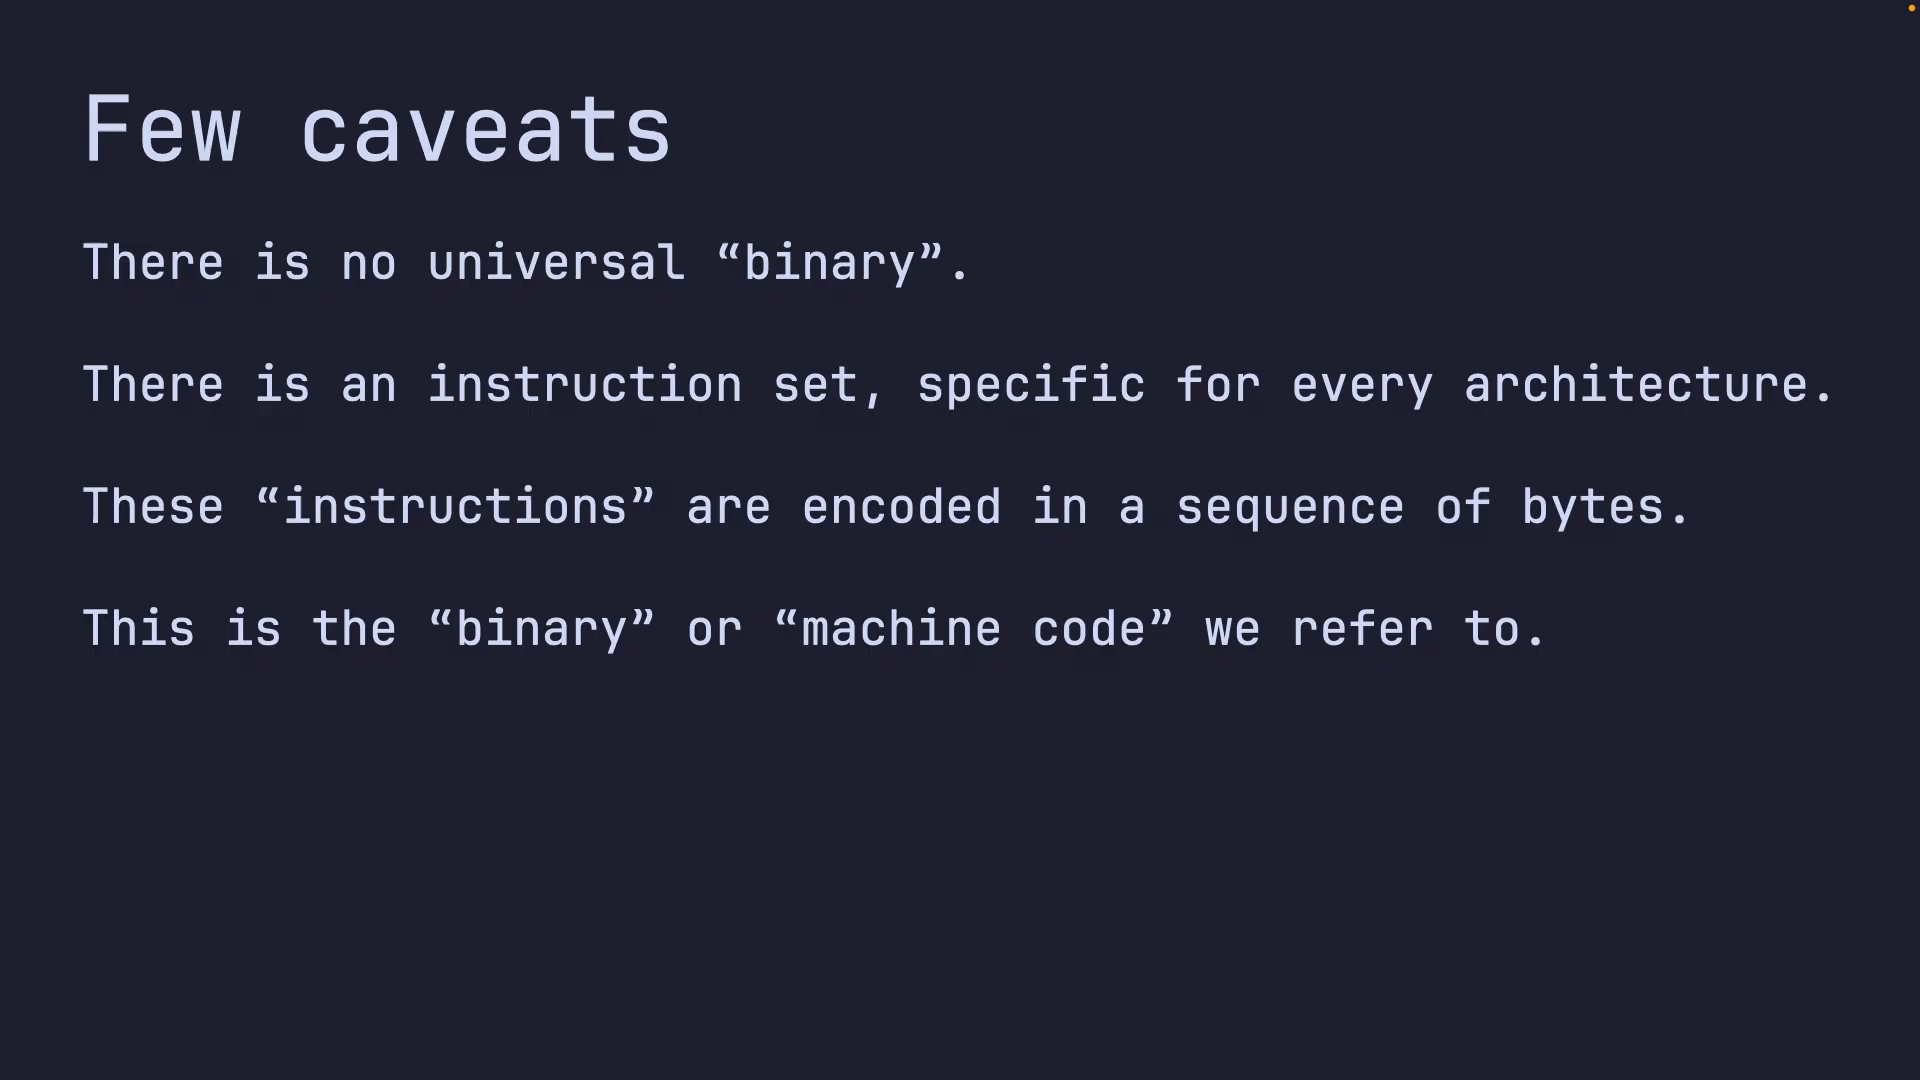 Few caveats
There is no universal “binary”.
There is an instruction set, specific for every architecture.
These “instructions” are encoded in a sequence of bytes.
This is the “binary” or “machine code” we refer to.